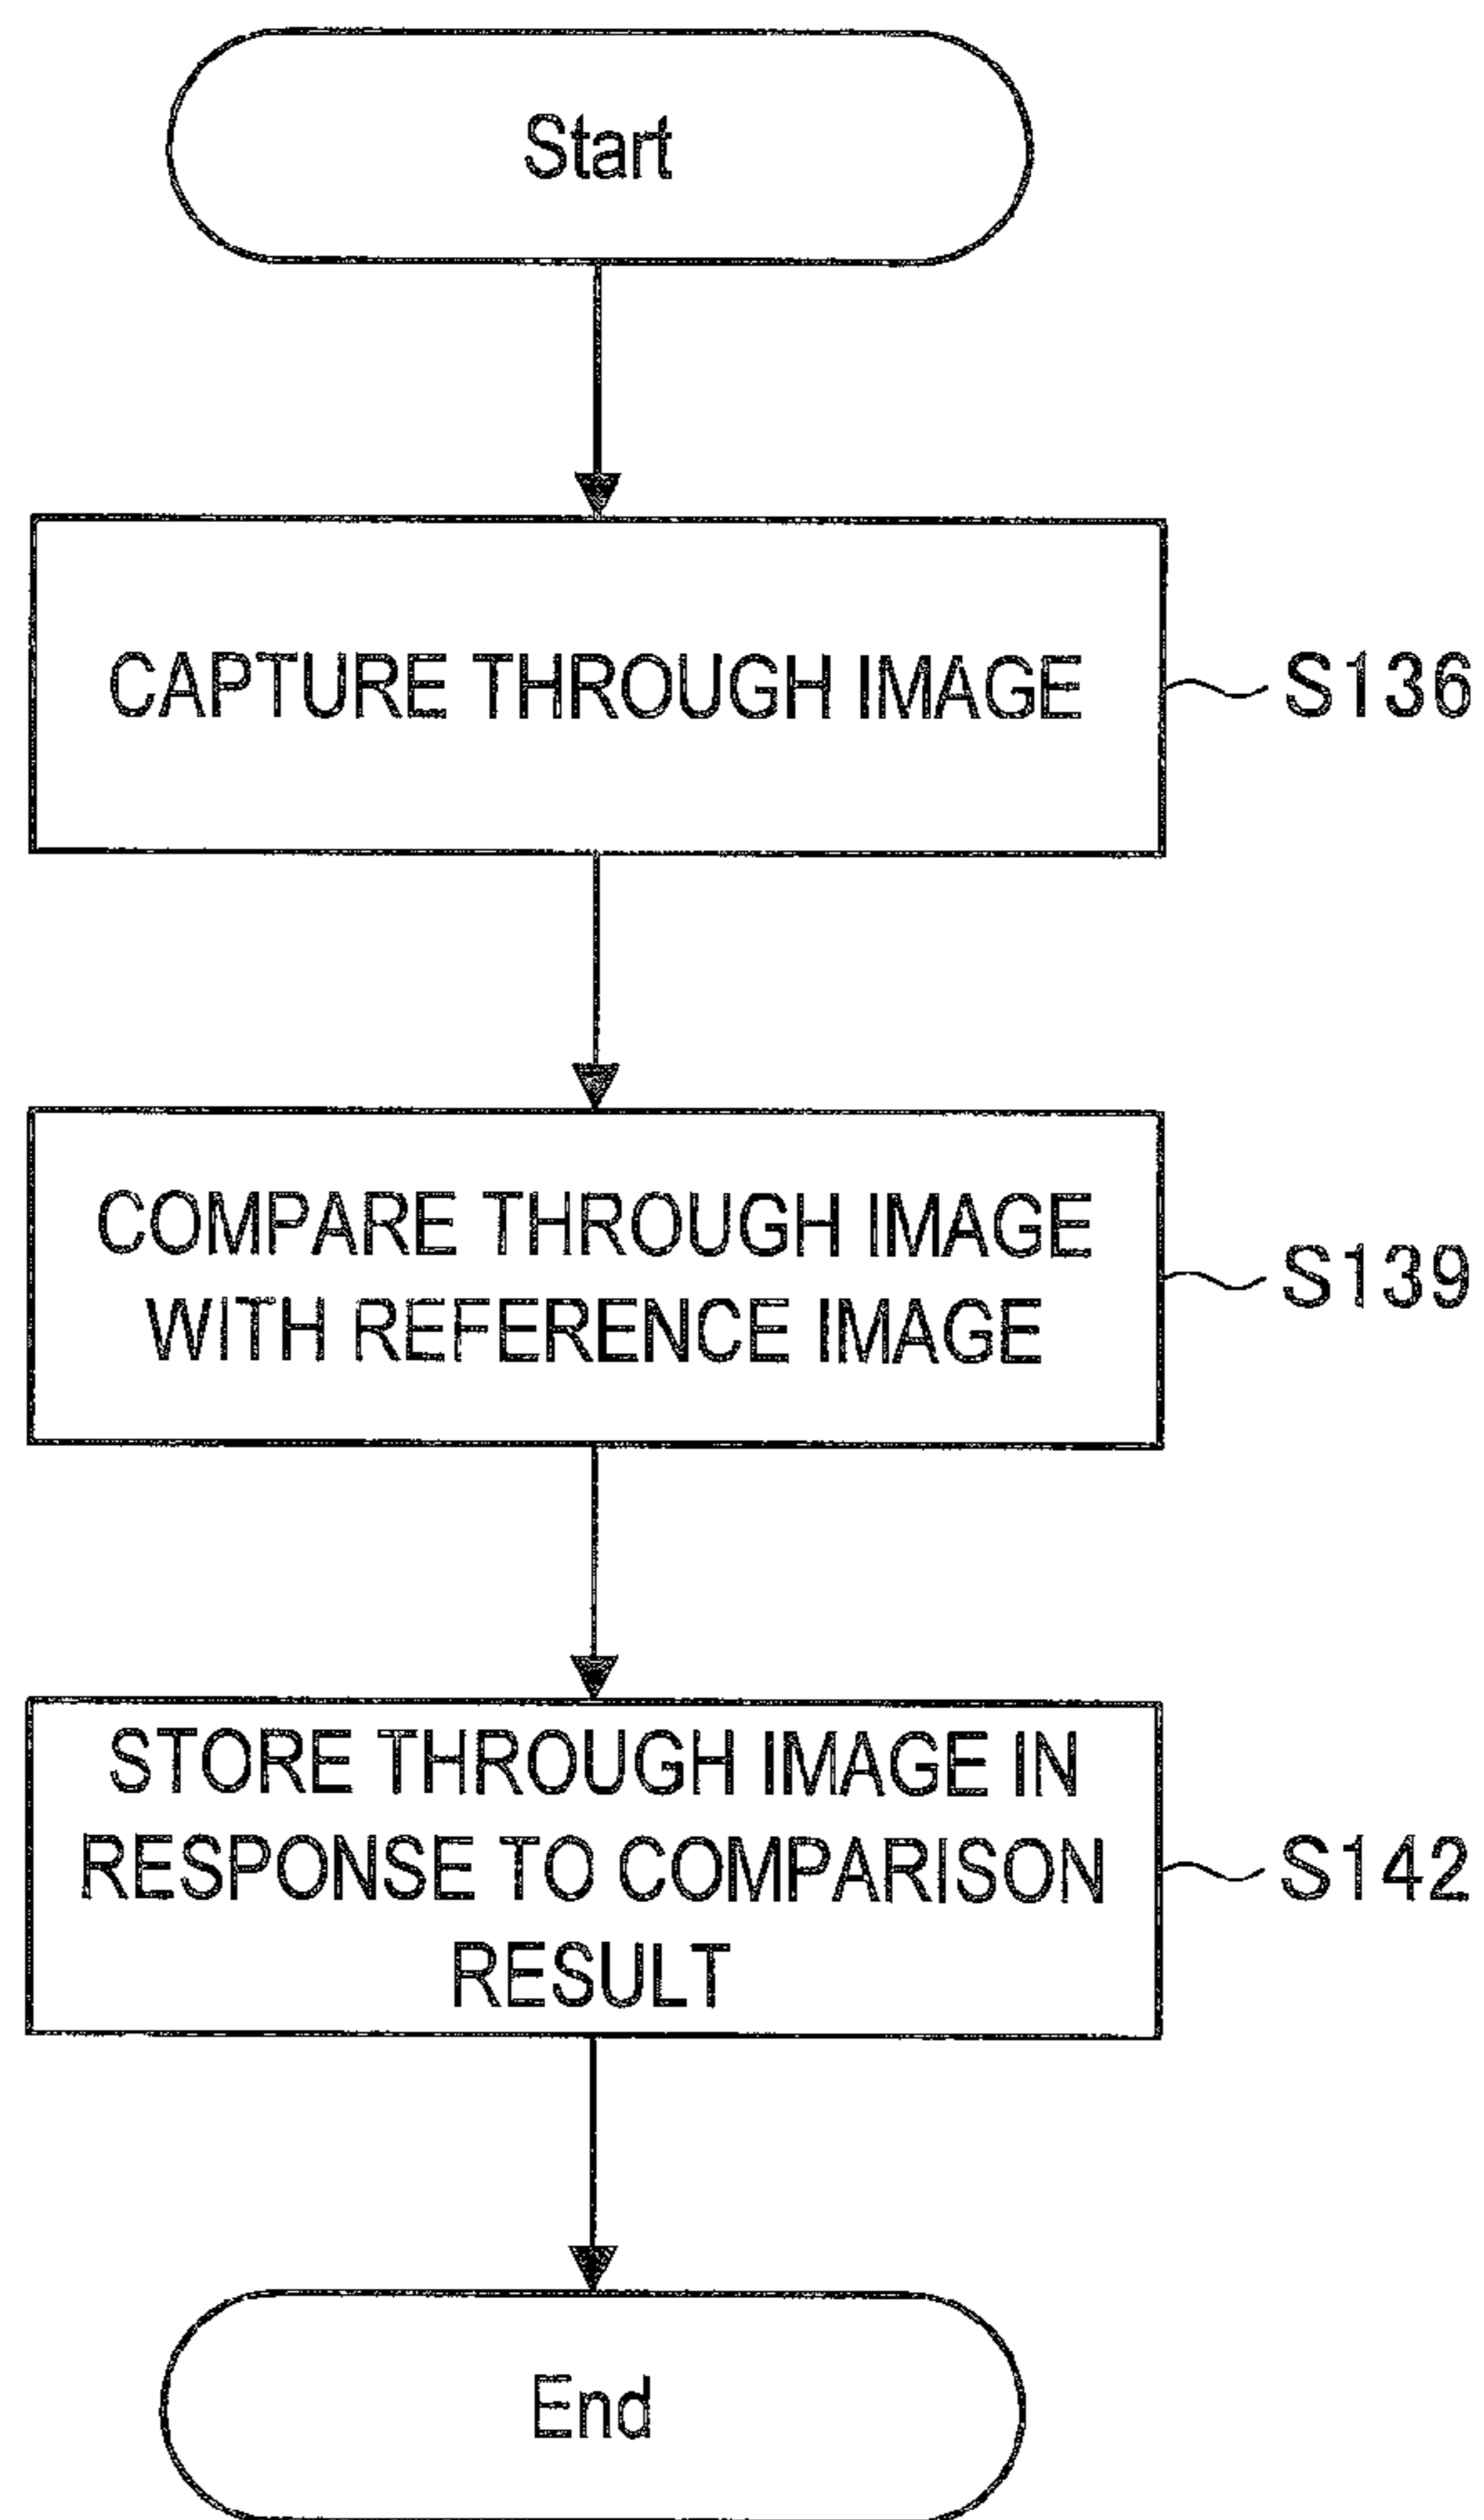 Start
CAPTURE THROUGH IMAGE
S136
COMPARE THROUGH IMAGE
WITH REFERENCE IMAGE
S139
STORE THROUGH IMAGE IN
RESPONSE TO COMPARISON
RESULT
S142
End